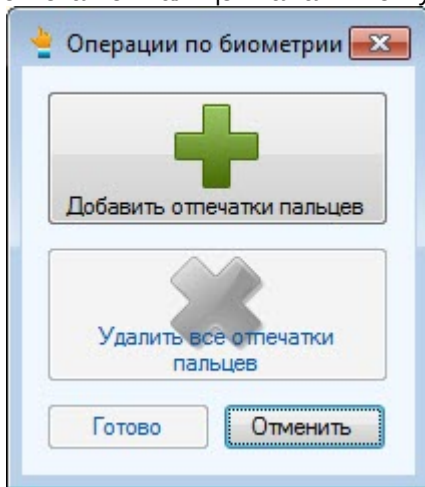 Операции по биометрии
Добавить отпечатки пальцев
Удалить все отпечатки
пальцев
Готово
Отменить